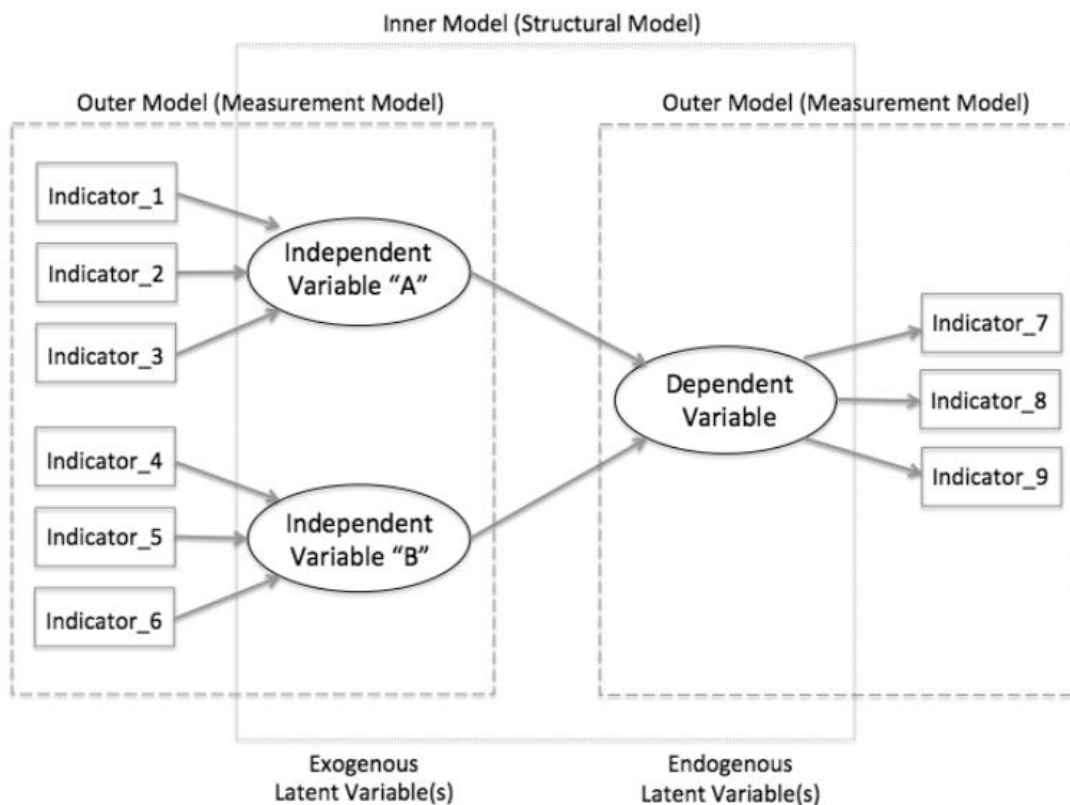 Inner Model (Structural Model)
Outer Model (Measurement Model)
Outer Model (Measurement Model)
Indicator_1
Indicator_2
Indicator_3
Independent
Variable “A”
Indicator_4
Indicator_5
Indicator_6
Independent
Variable “B”
Dependent
Variable
Indicator_7
Indicator_8
Indicator_9
Exogenous
Latent Variable(s)
Endogenous
Latent Variable(s)